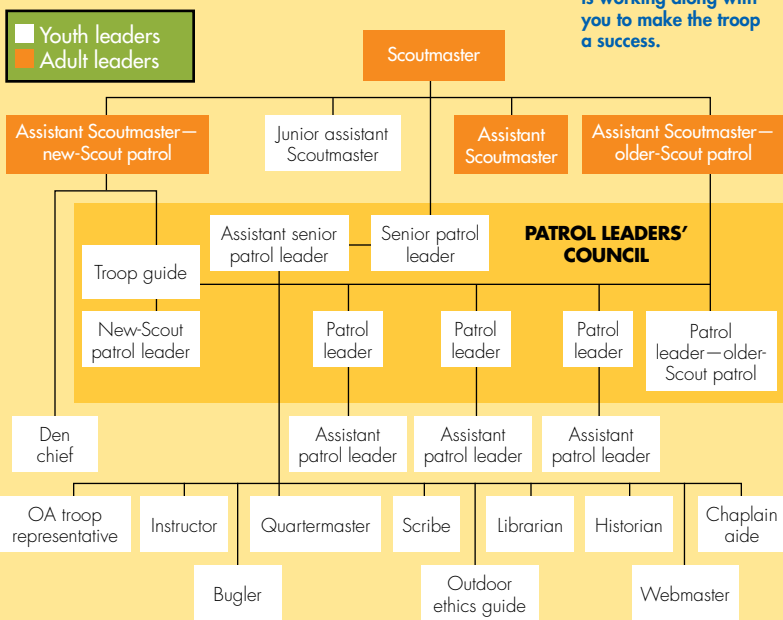 is working along with
you to make the troop
a success.
Youth leaders
Adult leaders
Scoutmaster
Assistant Scoutmaster—
new-Scout patrol
Junior assistant
Scoutmaster
Assistant
Scoutmaster
Assistant Scoutmaster—
older-Scout patrol
Assistant senior
patrol leader
Senior patrol
leader
PATROL LEADERS’
COUNCIL
Troop guide
New-Scout
patrol leader
Patrol
leader
Patrol
leader
Patrol
leader
Patrol
leader—older-
Scout patrol
Den
chief
Assistant
patrol leader
Assistant
patrol leader
Assistant
patrol leader
OA troop
representative
Instructor
Quartermaster
Scribe
Librarian
Historian
Chaplain
aide
Bugler
Outdoor
ethics guide
Webmaster